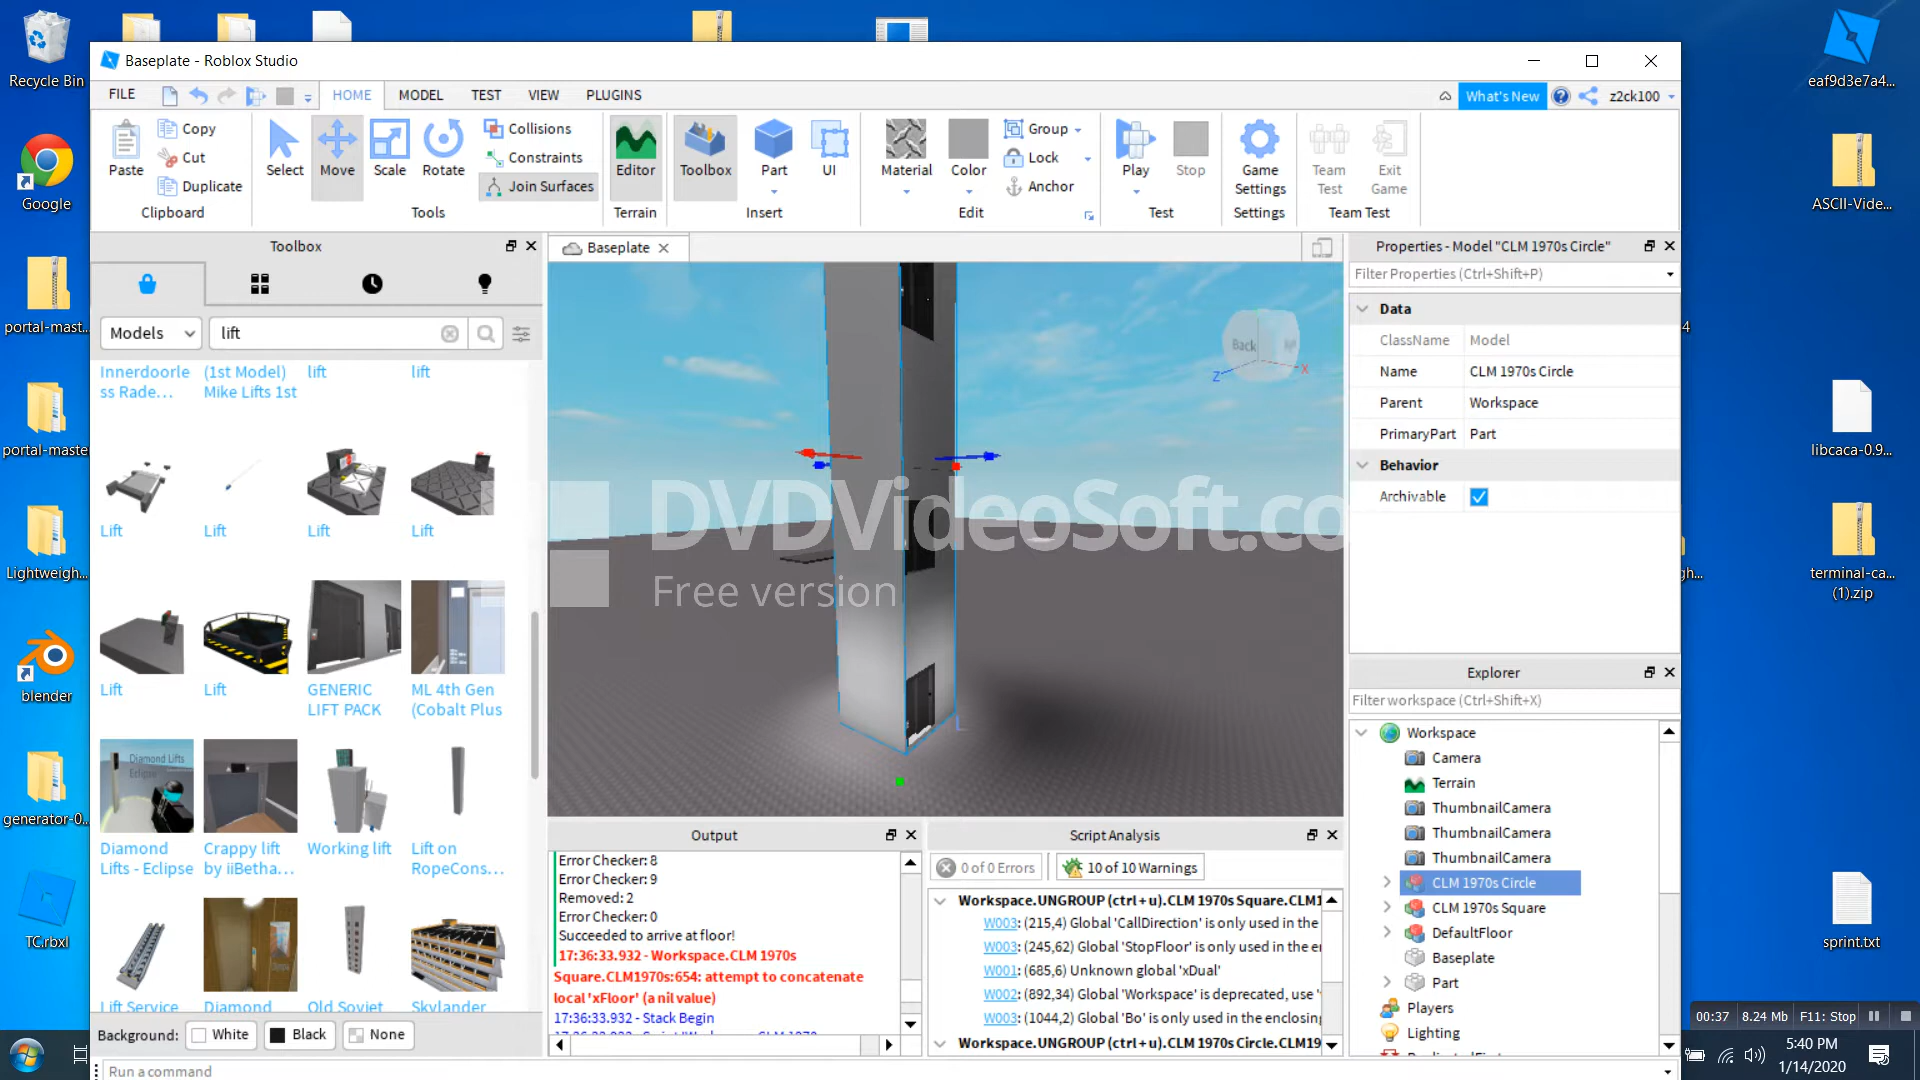 Recycle Bin
Google
portal-mast...
portal-maste
Lightweigh...
blender
generator-0...
TC.rbxl
Baseplate - Roblox Studio
FILE
HOME
MODEL
TEST
VIEW
PLUGINS
What's New
z2ck100
Paste
Copy
Cut
Duplicate
Clipboard
Select
Move
Scale
Rotate
Collisions
Constraints
Join Surfaces
Tools
Editor
Terrain
Toolbox
Part
UI
Insert
Material
Color
Group
Lock
Anchor
Edit
Play
Stop
Test
Game
Settings
Settings
Team
Test
Exit
Game
Team Test
Toolbox
Models
lift
Innerdoorle
ss Rade...
(1st Model)
Mike Lifts 1st
lift
lift
Lift
Lift
Lift
Lift
Lift
Lift
GENERIC
LIFT PACK
ML 4th Gen
(Cobalt Plus
Diamond Lifts
Eclipse
Diamond
Lifts - Eclipse
Crappy lift
by iiBetha...
Working lift
Lift on
RopeCons...
Lift Service
Diamond
Old Soviet
Skylander
Background:
White
Black
None
Run a command
Baseplate
Back
Z
X
DVDVideoSoft.co
Free version
Output
Error Checker: 8
Error Checker: 9
Removed: 2
Error Checker: 0
Succeeded to arrive at floor!
17:36:33.932 - Workspace.CLM 1970s
Square.CLM1970s:654: attempt to concatenate
local 'xFloor' (a nil value)
17:36:33.932 - Stack Begin
Script Analysis
0 of 0 Errors
10 of 10 Warnings
Workspace.UNGROUP (ctrl + u).CLM 1970s Square.CLM1
W003: (215,4) Global 'CallDirection' is only used in the
W003: (245,62) Global 'StopFloor' is only used in the e
W001: (685,6) Unknown global 'xDual'
W002: (892,34) Global 'Workspace' is deprecated, use '
W003: (1044,2) Global 'Bo' is only used in the enclosing
Workspace.UNGROUP (ctrl + u).CLM 1970s Circle.CLM19
Properties - Model "CLM 1970s Circle"
Filter Properties (Ctrl+Shift+P)
Data
ClassName Model
Name CLM 1970s Circle
Parent Workspace
PrimaryPart Part
Behavior
Archivable
Explorer
Filter workspace (Ctrl+Shift+X)
Workspace
Camera
Terrain
ThumbnailCamera
ThumbnailCamera
ThumbnailCamera
CLM 1970s Circle
CLM 1970s Square
DefaultFloor
Baseplate
Part
Players
Lighting
eaf9d3e7a4...
ASCII-Vide...
4
libcaca-0.9...
gh...
terminal-ca...
(1).zip
sprint.txt
00:37
8.24 Mb
F11: Stop
5:40 PM
1/14/2020